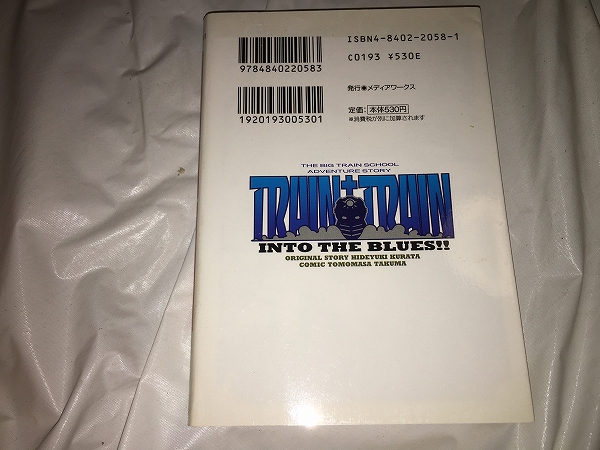 ISBN4-8402-2058-1
9784840220583
C0193 ¥530E
発行●メディアワークス
1920193005301
定価：本体530円
※消費税が別に加算されます
THE BIG TRAIN SCHOOL
ADVENTURE STORY
TRAIN+TRAIN
INTO THE BLUES!!
ORIGINAL STORY HIDEYUKI KURATA
COMIC TOMOMASA TAKUMA